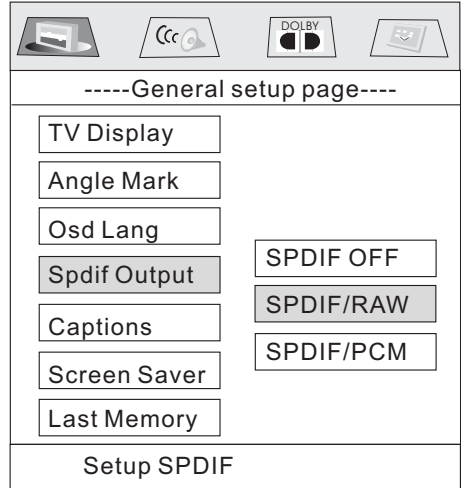 DOLBY
-----General setup page----
TV Display
Angle Mark
Osd Lang
Spdif Output
Captions
Screen Saver
Last Memory
SPDIF OFF
SPDIF/RAW
SPDIF/PCM
Setup SPDIF